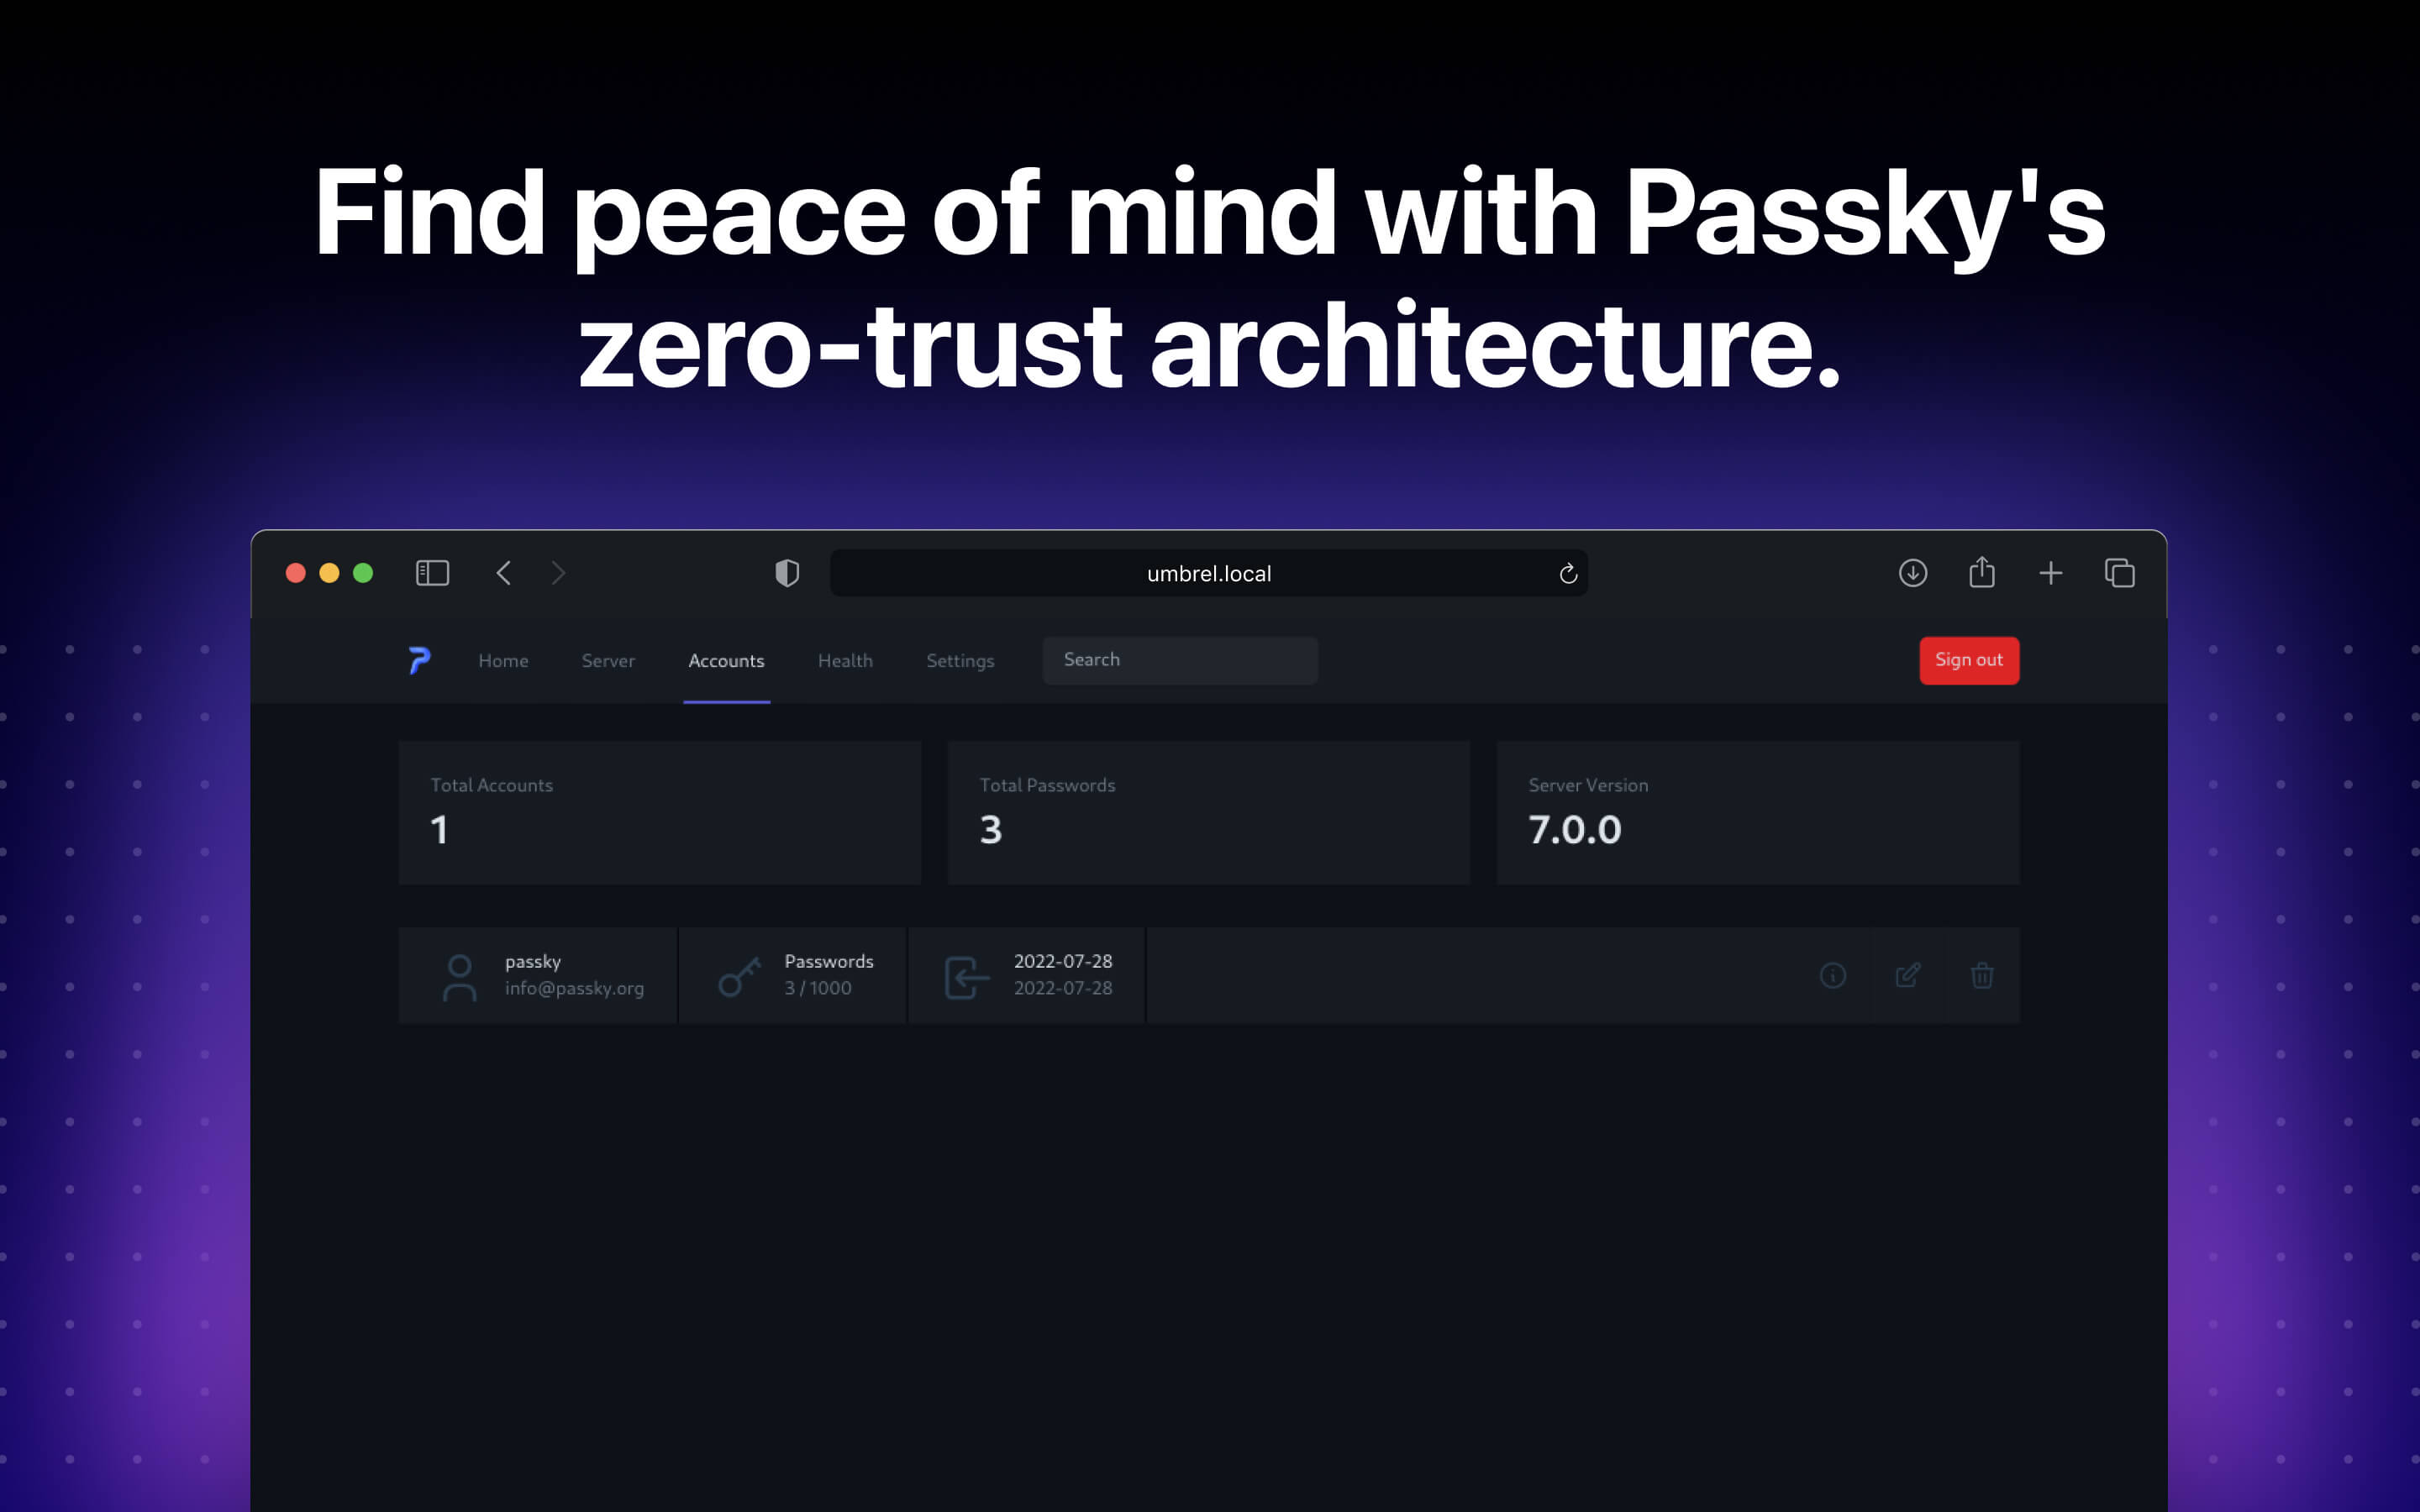 Find peace of mind with Passky's
zero-trust architecture.
umbrel.local
Home Server Accounts Health Settings Search Sign out
Total Accounts Total Passwords Server Version
1 3 7.0.0
passky Passwords 2022-07-28
info@passky.org 3 / 1000 2022-07-28